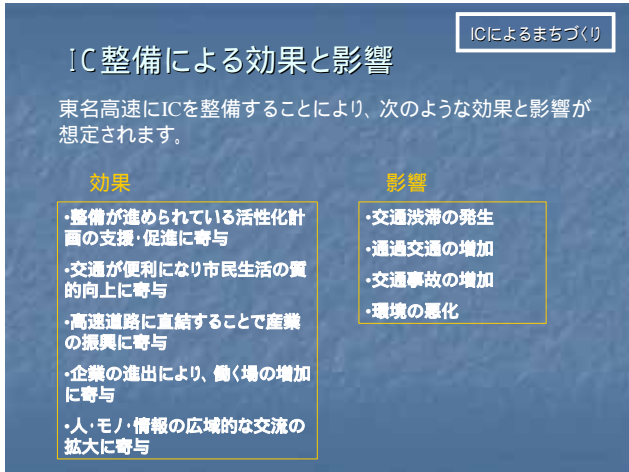 ICによるまちづくり
IC整備による効果と影響
東名高速にICを整備することにより、次のような効果と影響が
想定されます。
効果
・整備が進められている活性化計
画の支援・促進に寄与
・交通が便利になり市民生活の質
的向上に寄与
・高速道路に直結することで産業
の振興に寄与
・企業の進出により、働く場の増加
に寄与
・人・モノ・情報の広域的な交流の
拡大に寄与
影響
・交通渋滞の発生
・通過交通の増加
・交通事故の増加
・環境の悪化